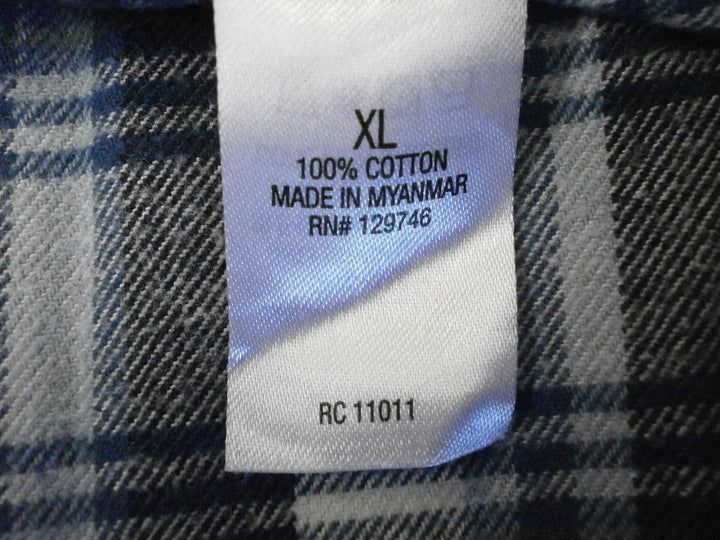 XL
100% COTTON
MADE IN MYANMAR
RN# 129746
RC 11011